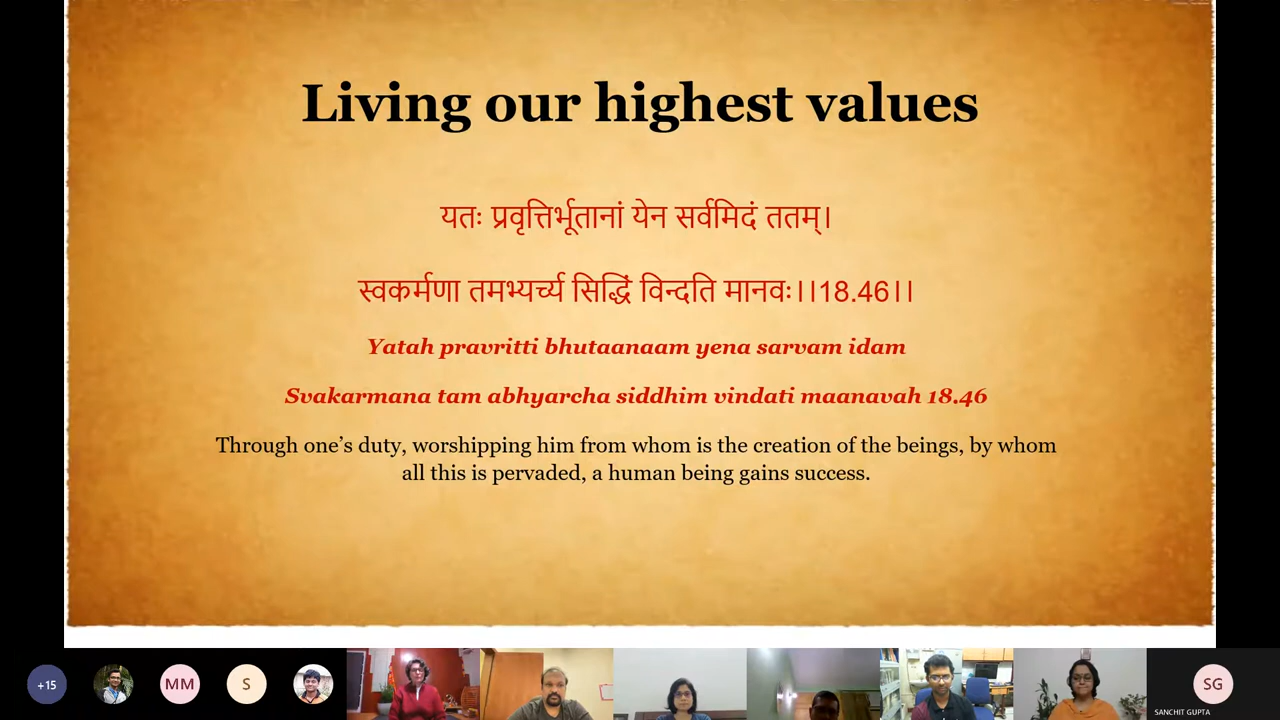 Living our highest values
यतः प्रवृत्तिर्भूतानां येन सर्वमिदं ततम्।
स्वकर्मणा तमभ्यर्च्य सिद्धिं विन्दति मानवः।।18.46।।
Yatah pravritti bhutaanaam yena sarvam idam
Svakarmana tam abhyarcha siddhim vindati maanavah 18.46
Through one's duty, worshipping him from whom is the creation of the beings, by whom
all this is pervaded, a human being gains success.
+15
MM
S
SG
SANCHIT GUPTA